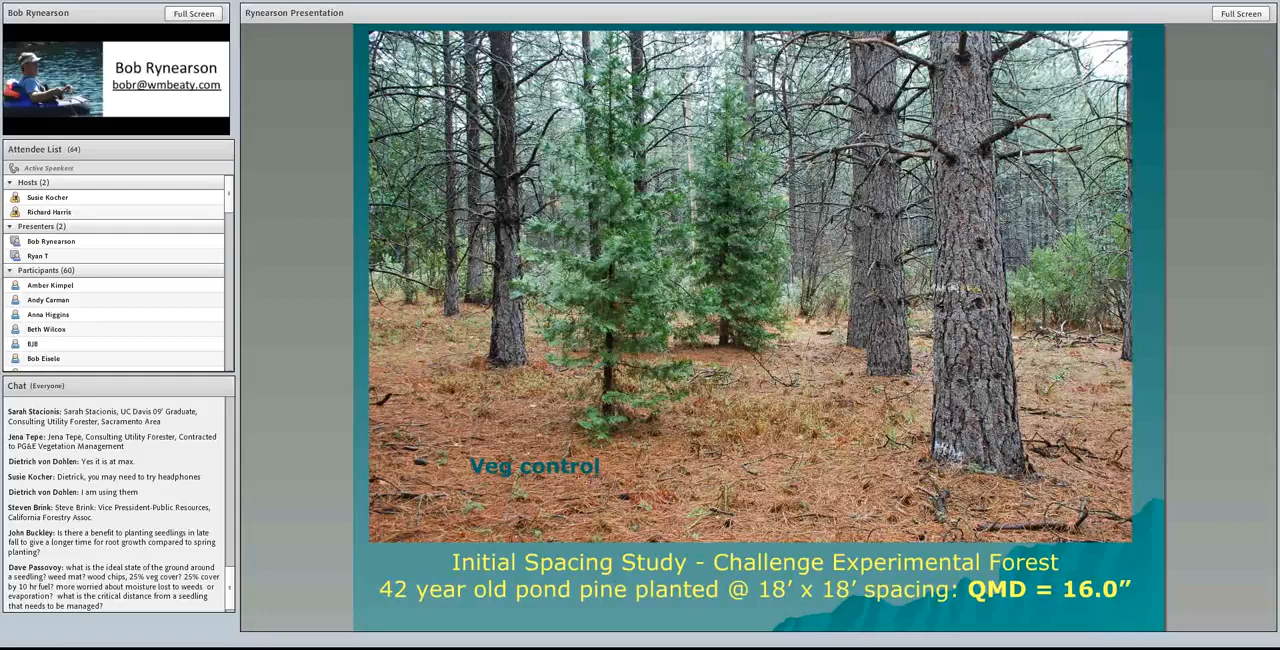 Bob Rynearson
Full Screen
Bob Rynearson
bobr@wmbeaty.com
Attendee List (64)
Active Speakers
Hosts (2)
Susie Kocher
Richard Harris
Presenters (2)
Bob Rynearson
Ryan T
Participants (60)
Amber Kimpel
Andy Carman
Anna Higgins
Beth Wilcox
BJB
Bob Eisele
Chat (Everyone)
Sarah Stacionis: Sarah Stacionis, UC Davis 09' Graduate,
Consulting Utility Forester, Sacramento Area
Jena Tepe: Jena Tepe, Consulting Utility Forester, Contracted
to PG&E Vegetation Management
Dietrich von Dohlen: Yes it is at max.
Susie Kocher: Dietrick, you may need to try headphones
Dietrich von Dohlen: I am using them
Steven Brink: Steve Brink: Vice President-Public Resources,
California Forestry Assoc.
John Buckley: Is there a benefit to planting seedlings in late
fall to give a longer time for root growth compared to spring
planting?
Dave Passovoy: what is the ideal state of the ground around
a seedling? weed mat? wood chips, 25% veg cover? 25% cover
by 10 hr fuel? more worried about moisture lost to weeds or
evaporation? what is the critical distance from a seedling
that needs to be managed?
Rynearson Presentation
Full Screen
Veg control
Initial Spacing Study - Challenge Experimental Forest
42 year old pond pine planted @ 18' x 18' spacing: QMD = 16.0"